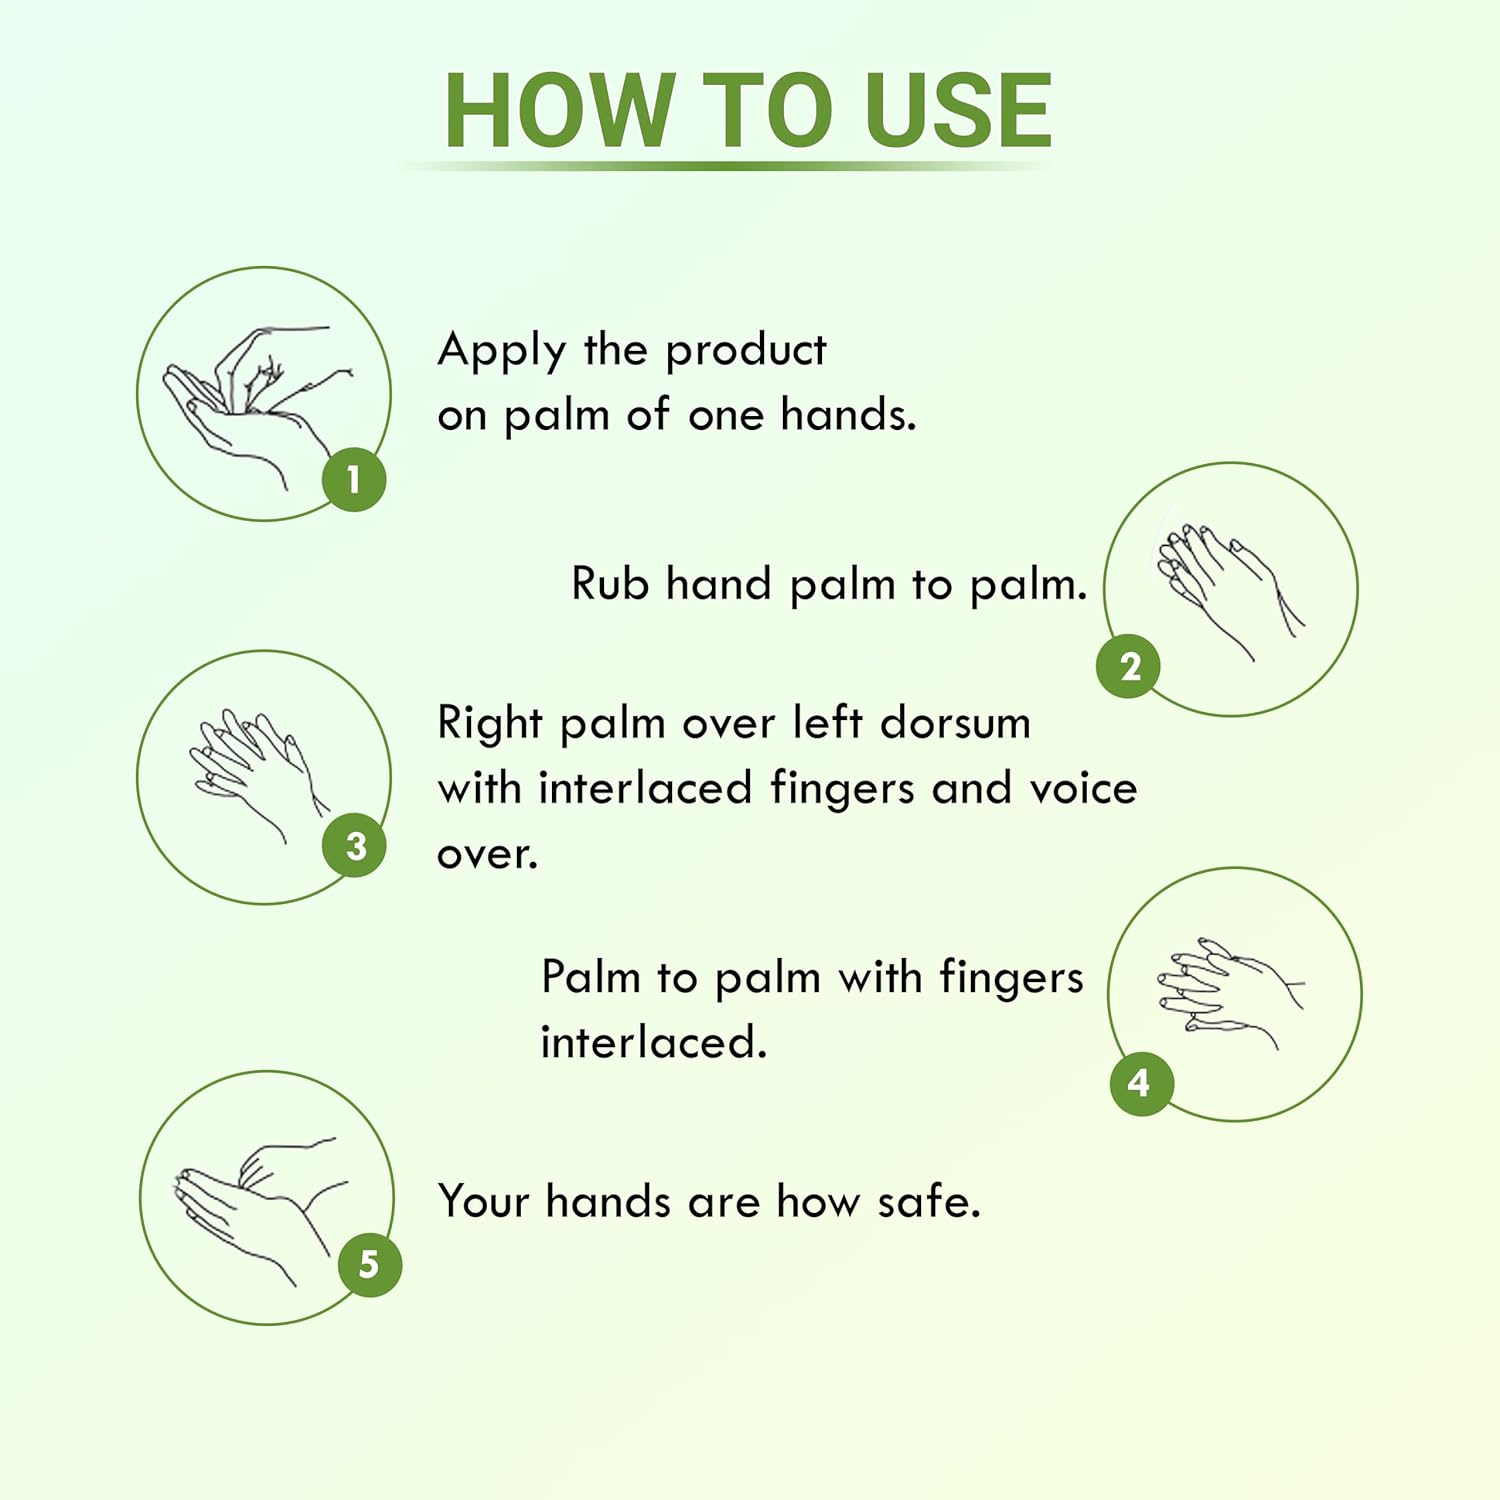 HOW TO USE
Apply the product
on palm of one hands.
1
Rub hand palm to palm.
2
Right palm over left dorsum
with interlaced fingers and voice
over.
3
Palm to palm with fingers
interlaced.
4
Your hands are how safe.
5